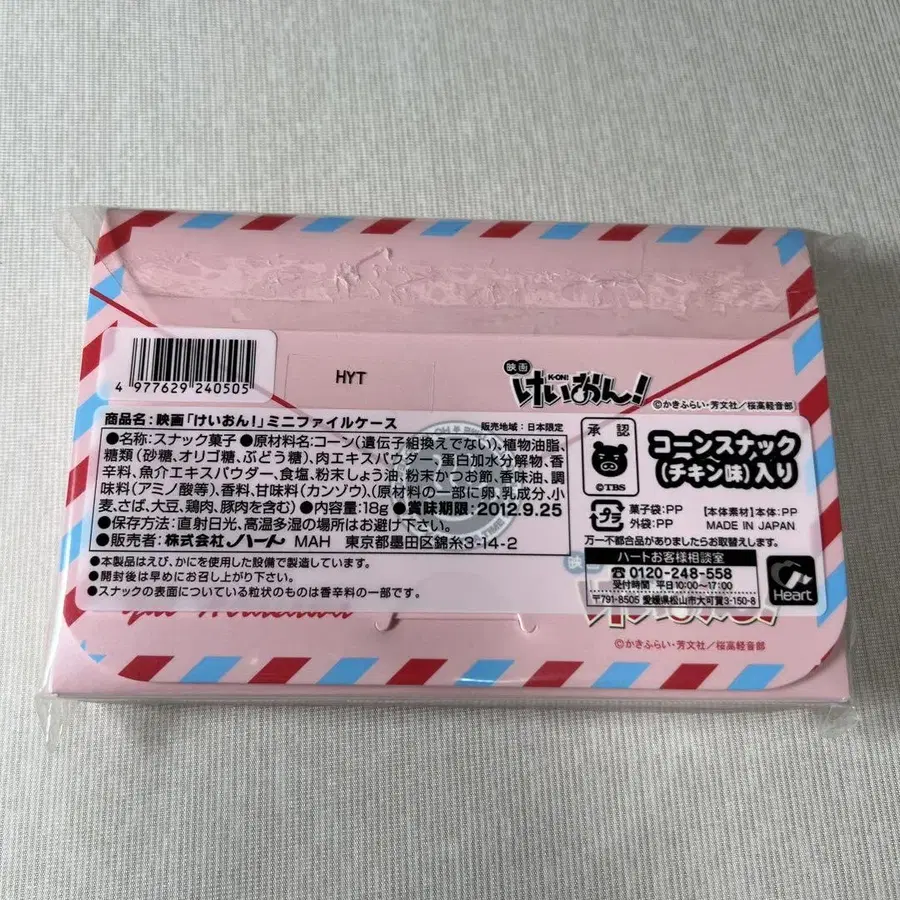 4 977629 240505
HYT
映画
K-ON!
けいおん!
©かきふらい・芳文社/桜高軽音部
商品名:映画「けいおん!」ミニファイルケース
販売地域:日本限定
●名称:スナック菓子●原材料名:コーン(遺伝子組換えでない)、植物油脂、
糖類(砂糖、オリゴ糖、ぶどう糖)、肉エキスパウダー、蛋白加水分解物、香
辛料、魚介エキスパウダー、食塩、粉末しょうゆ、粉末かつお節、香味油、調
味料(アミノ酸等)、香料、甘味料(カンゾウ)、(原材料の一部に卵、乳成分、小
麦、さば、大豆、鶏肉、豚肉を含む)●内容量:18g●賞味期限:2012.9.25
●保存方法:直射日光、高温多湿の場所はお避け下さい。
●販売者:株式会社ハート MAH 東京都墨田区錦糸3-14-2
●本製品はえび、かにを使用した設備で製造しています。
●開封後は早めにお召し上がり下さい。
●スナックの表面についている粒状のものは香辛料の一部です。
承認
©TBS
コーンスナック
(チキン味)入り
プラ
菓子袋:PP
外袋:PP
【本体素材】本体:PP
MADE IN JAPAN
万一不都合品がありましたらお取替えします。
ハートお客様相談室
☎0120-248-558
受付時間 平日10:00~17:00
〒791-8505 愛媛県松山市大可賀3-150-8
Heart
映画
©かきふらい・芳文社/桜高軽音部